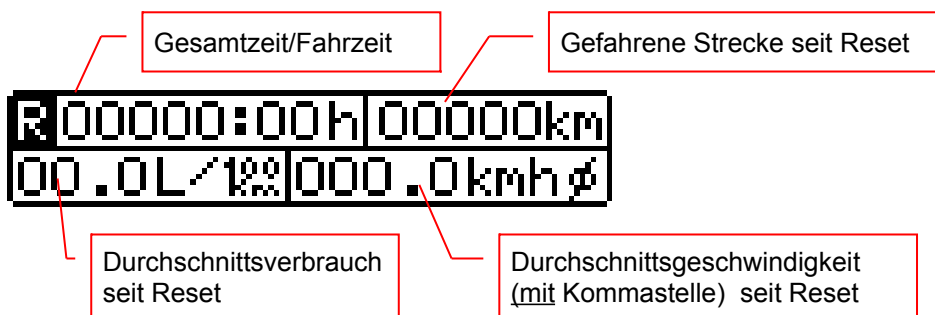 Gesamtzeit/Fahrzeit
Gefahrene Strecke seit Reset
R 00000:00h 00000km
00.0L/100km 000.0kmhø
Durchschnittsverbrauch
seit Reset
Durchschnittsgeschwindigkeit
(mit Kommastelle) seit Reset